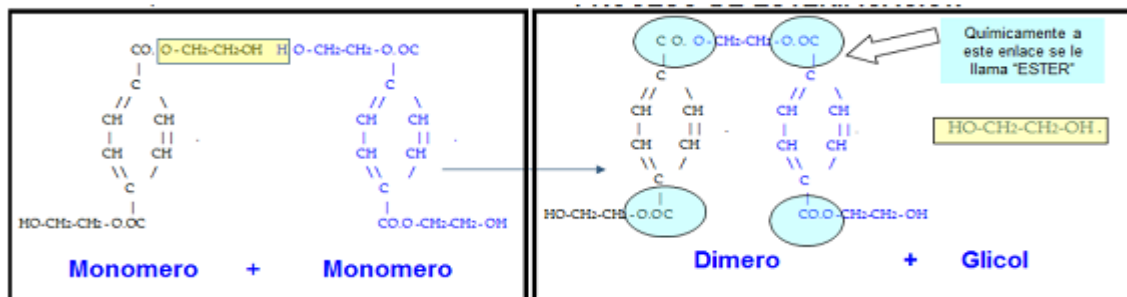 CO. O-CH2-CH2OH H O-CH2-CH2-O.OC
|
C
// \
CH CH
| ||
CH CH
\\ /
C
|
HO-CH2-CH2-O.OC
|
C
// \
CH CH
| ||
CH CH
\\ /
C
|
CO.O-CH2-CH2-OH
Monomero + Monomero
C O. O-CH2-CH2-O.OC
|
C
// \
CH CH
| ||
CH CH
\\ /
C
|
HO-CH2-CH2-O.OC
|
C
// \
CH CH
| ||
CH CH
\\ /
C
|
CO.O-CH2-CH2-OH
Químicamente a
este enlace se le
llama "ESTER"
HO-CH2-CH2-OH.
Dimero + Glicol